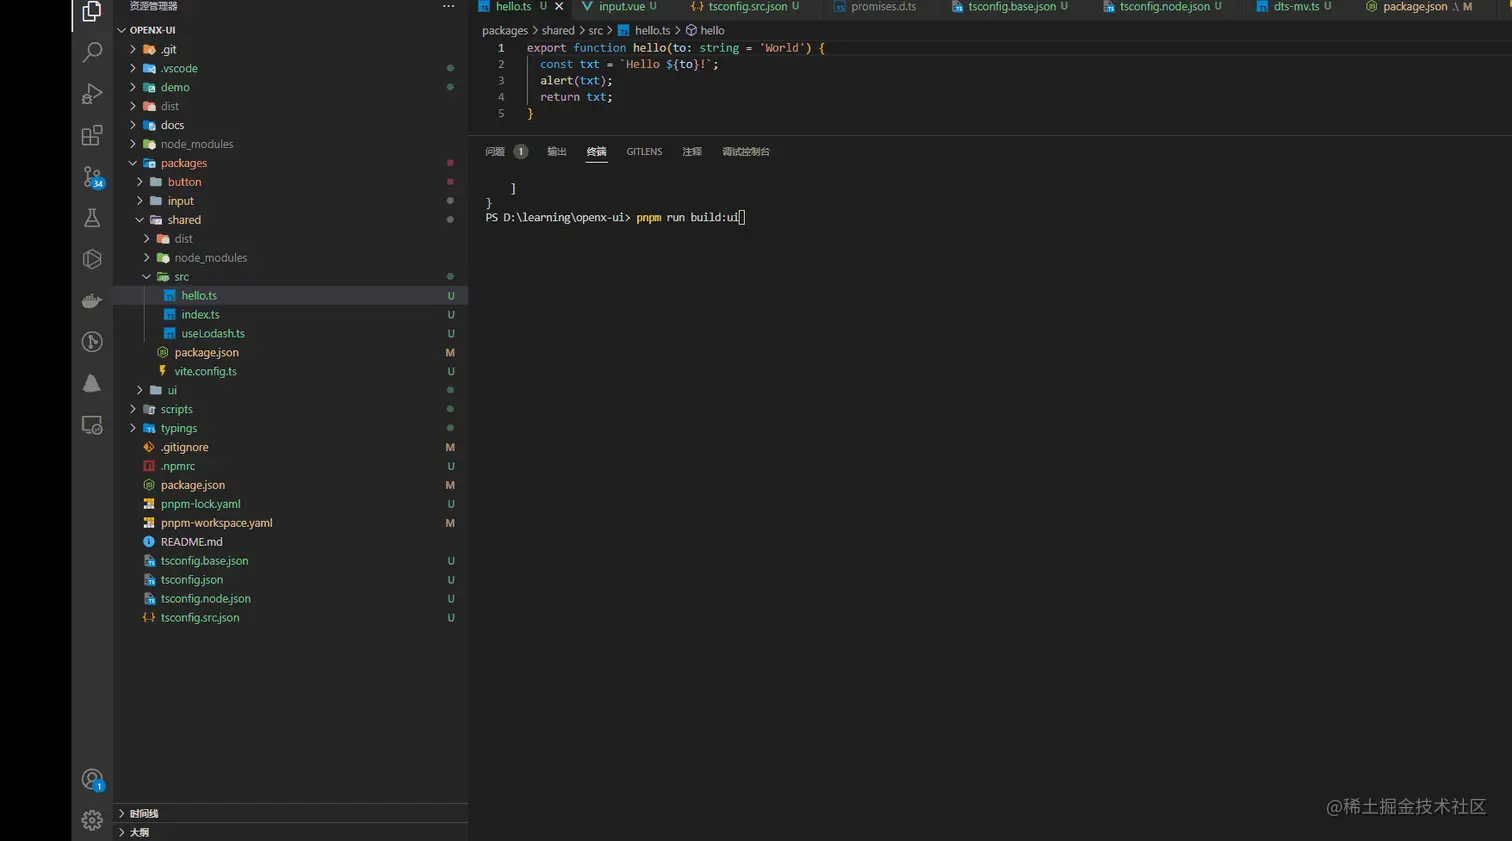 资源管理器
OPENX-UI
.git
.vscode
demo
dist
docs
node_modules
packages
button
input
shared
dist
node_modules
src
hello.ts U
index.ts U
useLodash.ts U
package.json M
vite.config.ts U
ui
scripts
typings
.gitignore M
.npmrc U
package.json M
pnpm-lock.yaml U
pnpm-workspace.yaml M
README.md
tsconfig.base.json U
tsconfig.json U
tsconfig.node.json U
tsconfig.src.json U
时间线
大纲
34
1
hello.ts U input.vue U tsconfig.src.json U promises.d.ts tsconfig.base.json U tsconfig.node.json U dts-mv.ts U package.json .\ M
packages > shared > src > hello.ts > hello
1 export function hello(to: string = 'World') {
2 const txt = `Hello ${to}!`;
3 alert(txt);
4 return txt;
5 }
问题 1 输出 终端 GITLENS 注释 调试控制台
]
}
PS D:\learning\openx-ui> pnpm run build:ui
@稀土掘金技术社区